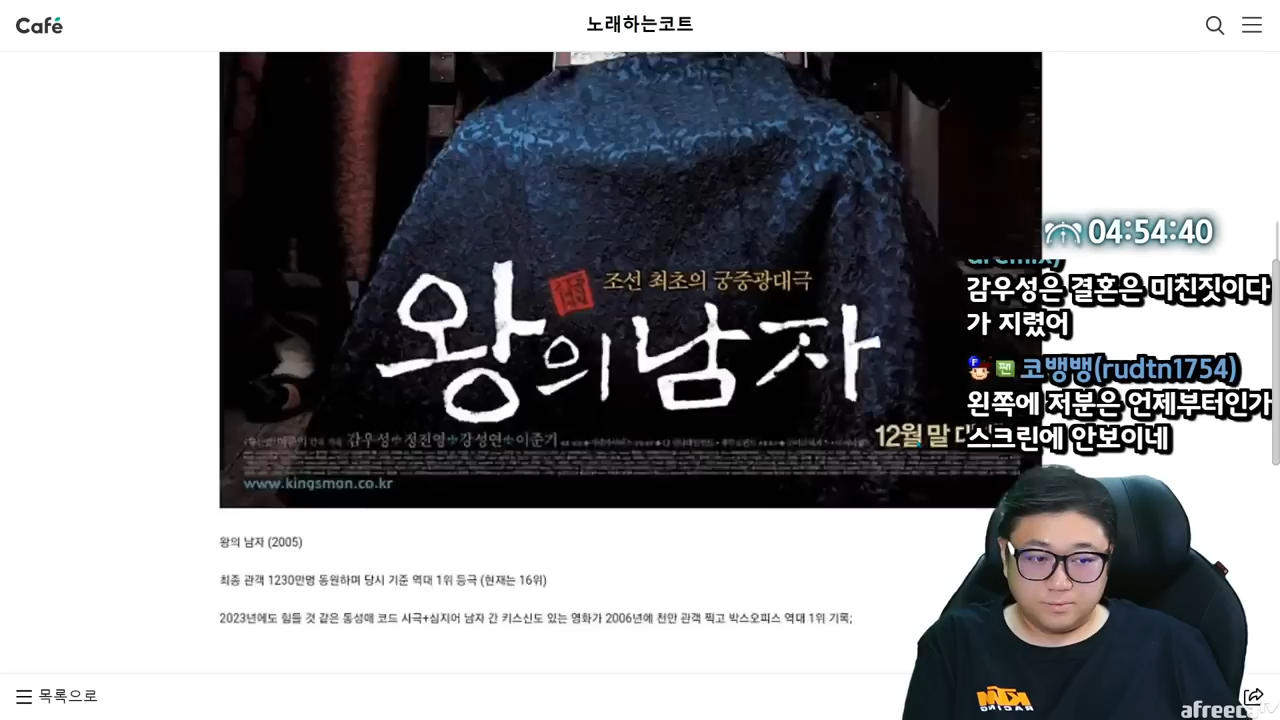 Café
노래하는코트
04:54:40
감우성은 결혼은 미친짓이다
가 지렸어
코뱅뱅(rudtn1754)
왼쪽에 저분은 언제부터인가
스크린에 안보이네
조선 최초의 궁중광대극
왕의 남자
감우성 정진영 강성연 이준기
12월 말
www.kingsman.co.kr
왕의 남자 (2005)
최종 관객 1230만명 동원하며 당시 기준 역대 1위 등극 (현재는 16위)
2023년에도 힘들 것 같은 동성애 코드 사극+심지어 남자 간 키스신도 있는 영화가 2006년에 천만 관객 찍고 박스오피스 역대 1위 기록;
KTM
RACING
목록으로
afreecaTV